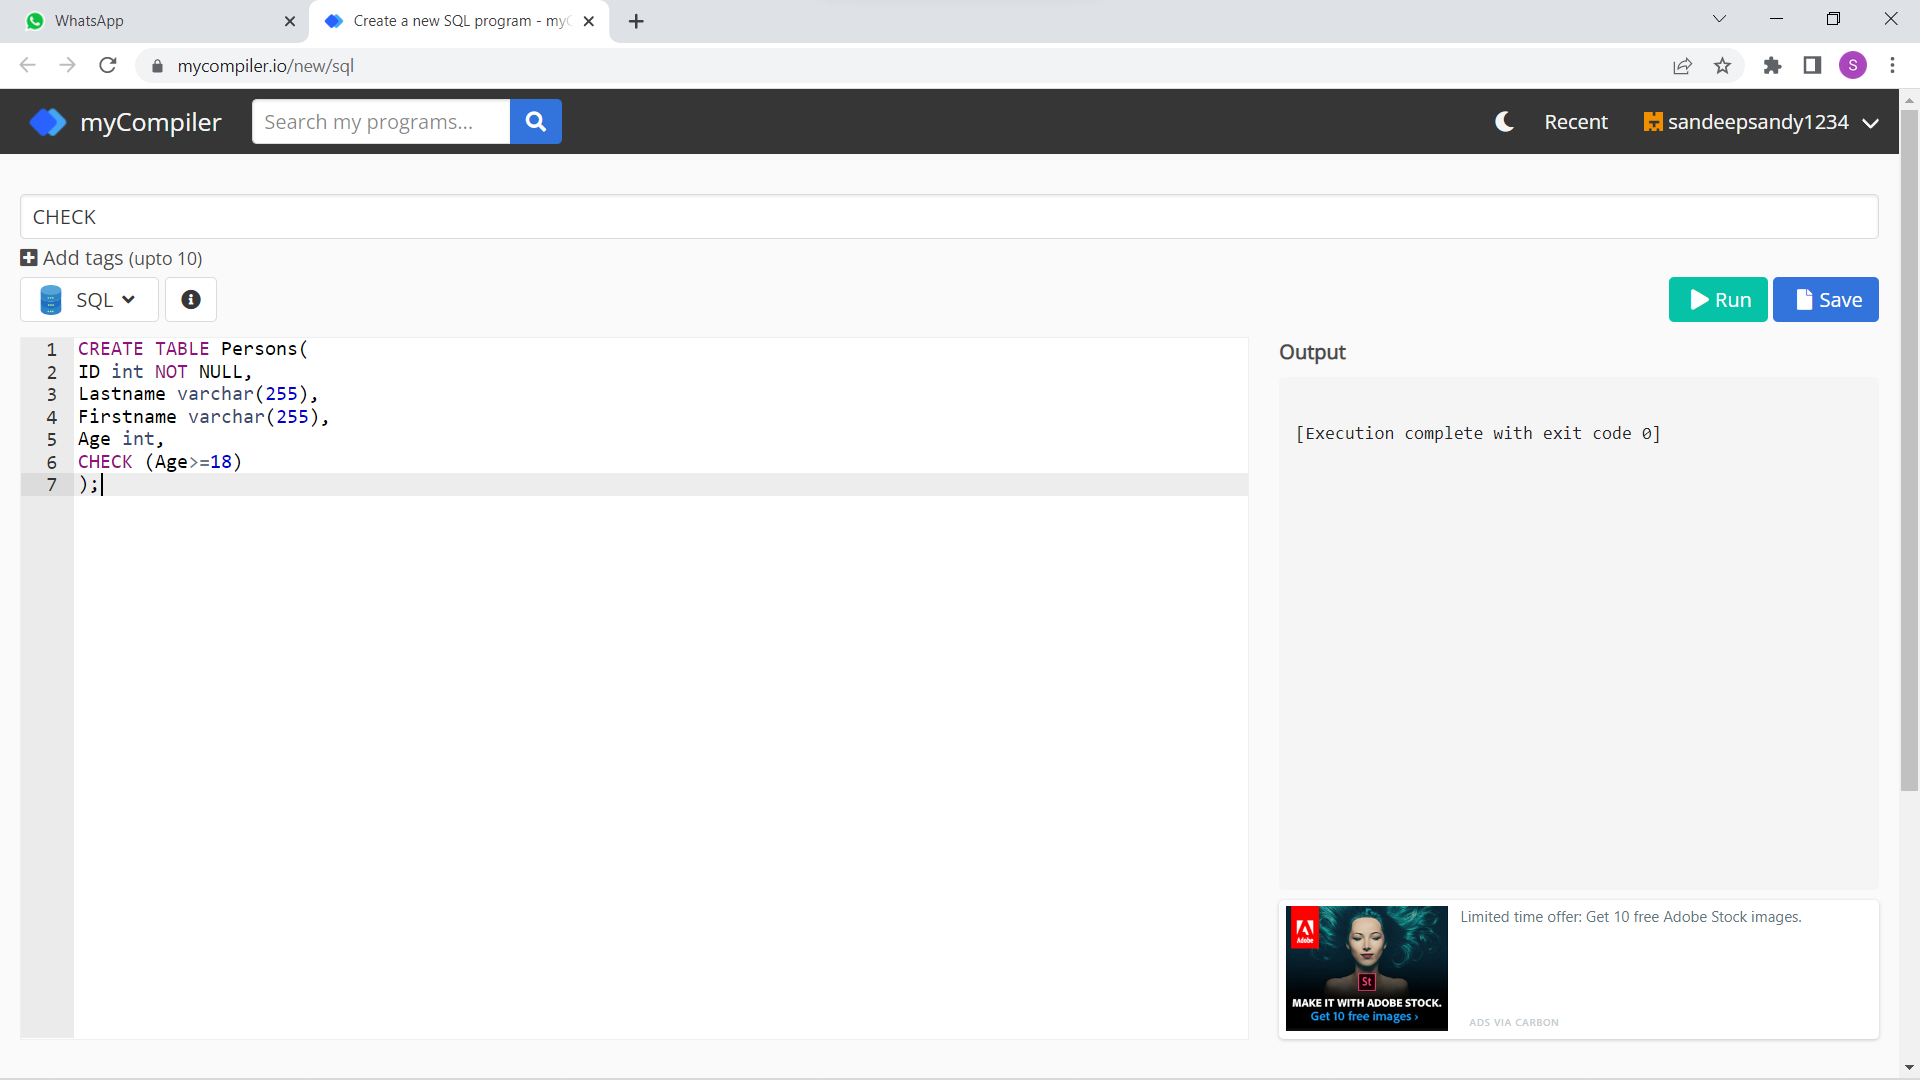 WhatsApp
Create a new SQL program - myC
mycompiler.io/new/sql
S
myCompiler
Search my programs...
Recent
sandeepsandy1234
CHECK
Add tags (upto 10)
SQL
Run
Save
1 CREATE TABLE Persons(
2 ID int NOT NULL,
3 Lastname varchar(255),
4 Firstname varchar(255),
5 Age int,
6 CHECK (Age>=18)
7 );
Output
[Execution complete with exit code 0]
Adobe
St
MAKE IT WITH ADOBE STOCK.
Get 10 free images ›
Limited time offer: Get 10 free Adobe Stock images.
ADS VIA CARBON